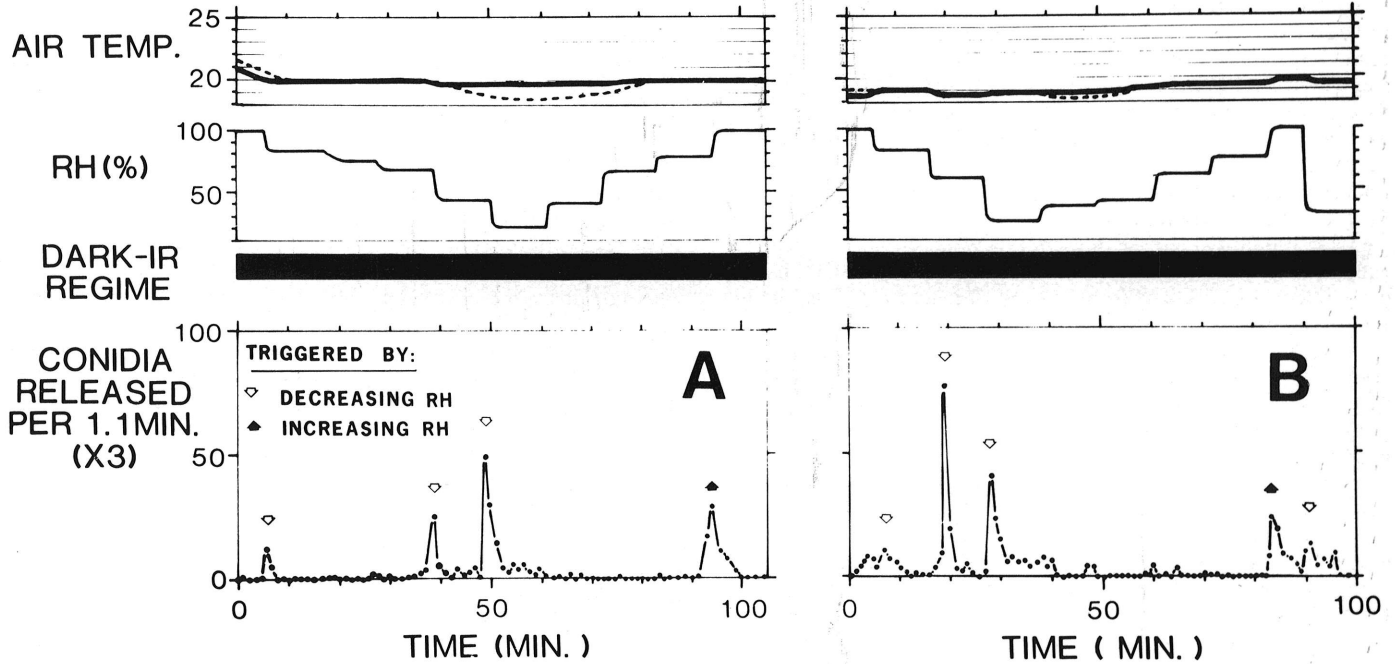 25
AIR TEMP.
20
100
RH (%)
50
DARK-IR
REGIME
100
CONIDIA
RELEASED
PER 1.1MIN.
(X3)
50
0
TRIGGERED BY:
DECREASING RH
INCREASING RH
A
0 50 100
TIME (MIN.)
B
0 50 100
TIME ( MIN. )